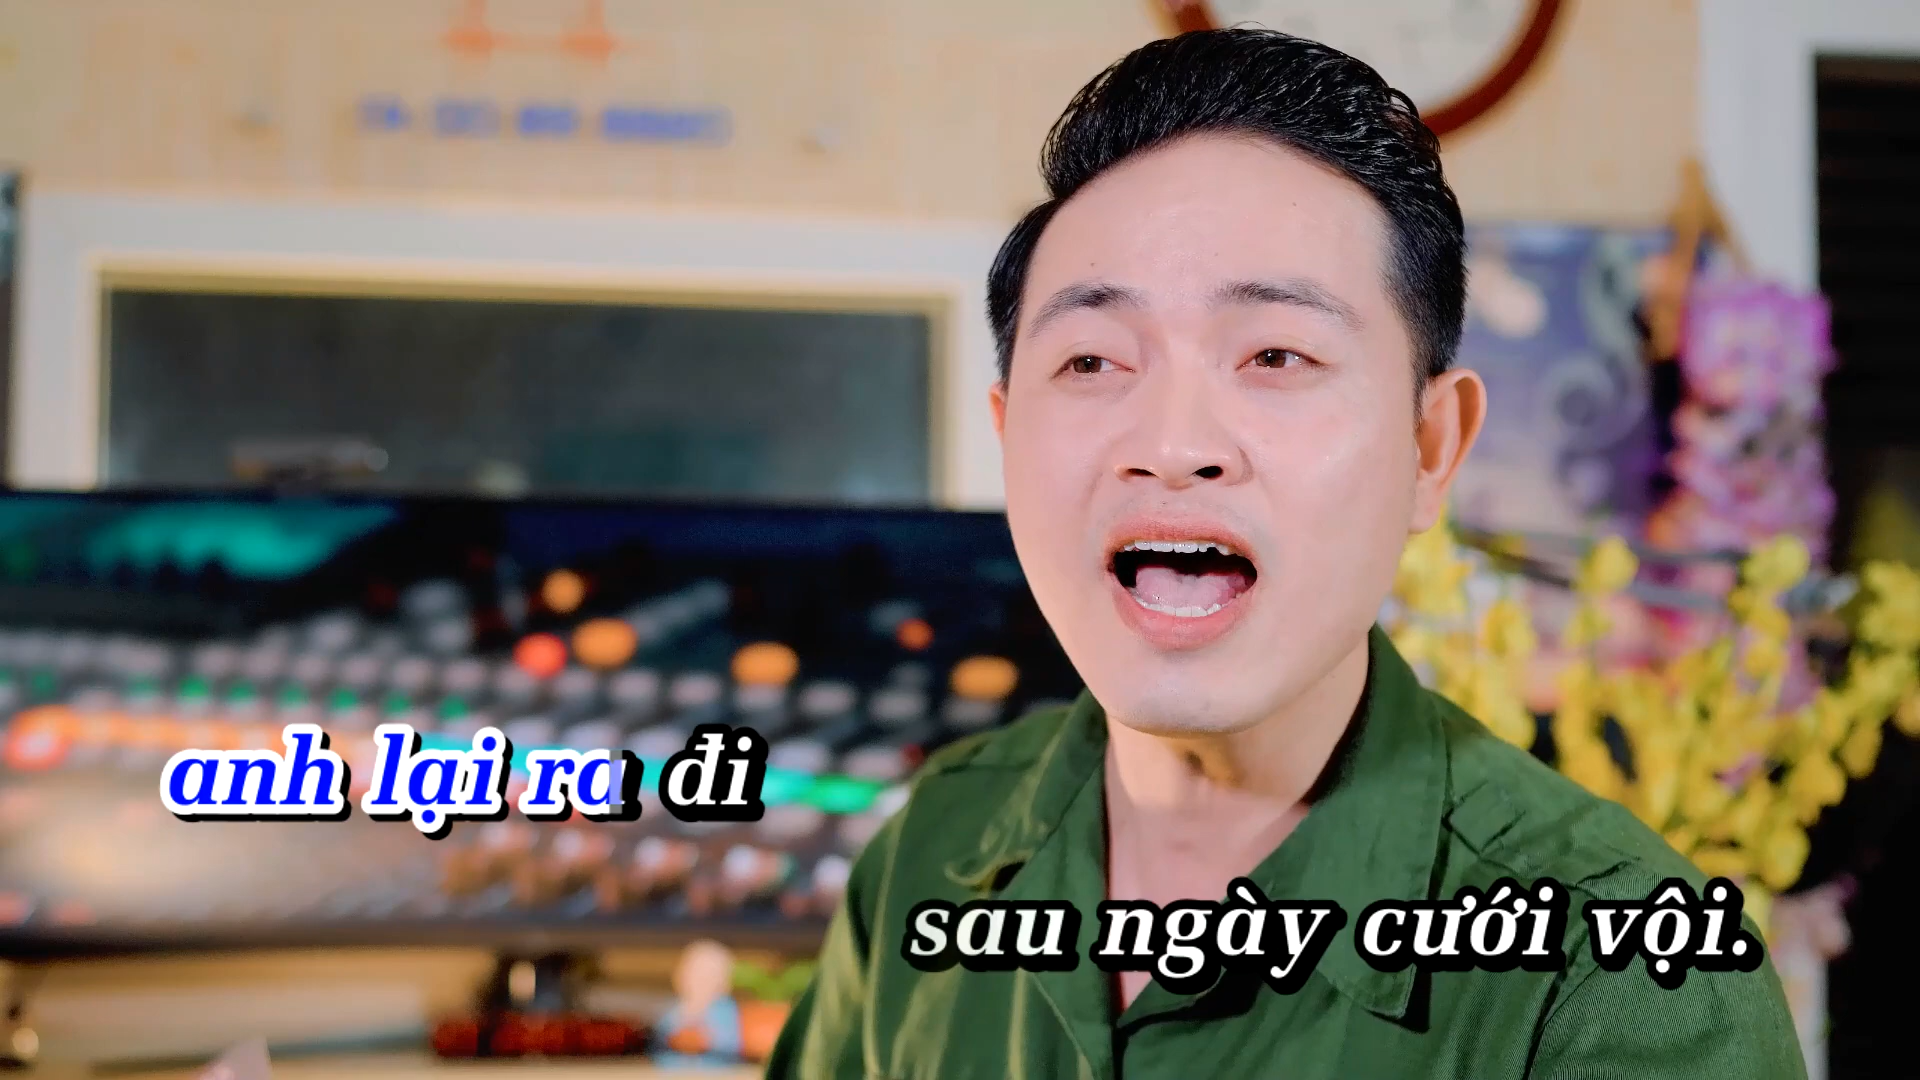 anh lại ra đi
sau ngày cưới vội.